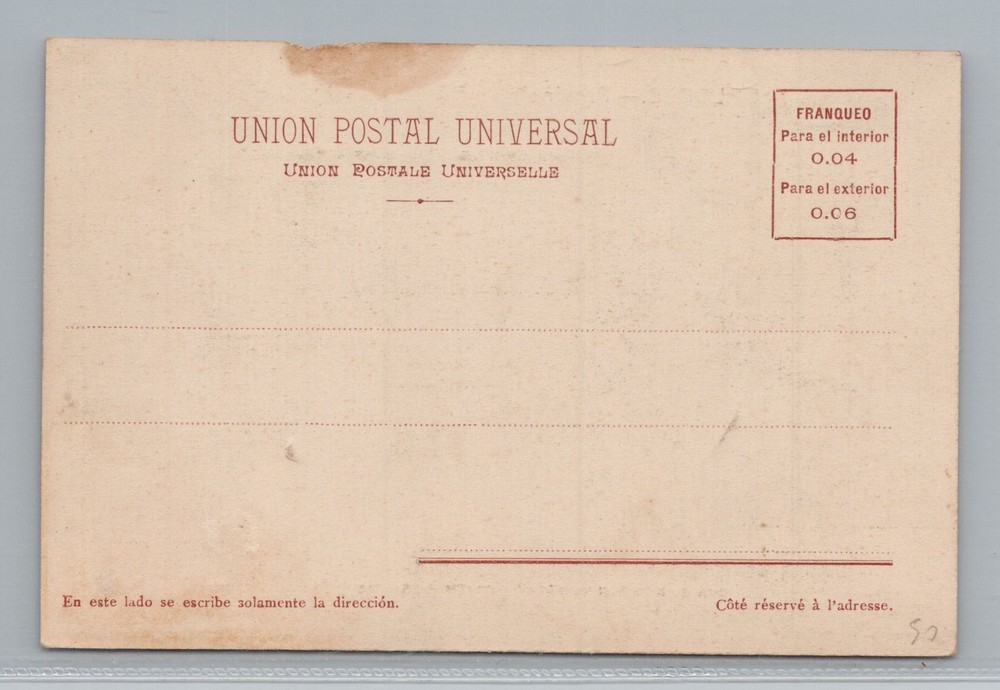 UNION POSTAL UNIVERSAL
UNION POSTALE UNIVERSELLE
FRANQUEO
Para el interior
0.04
Para el exterior
0.06
En este lado se escribe solamente la dirección.
Côté réservé à l'adresse.